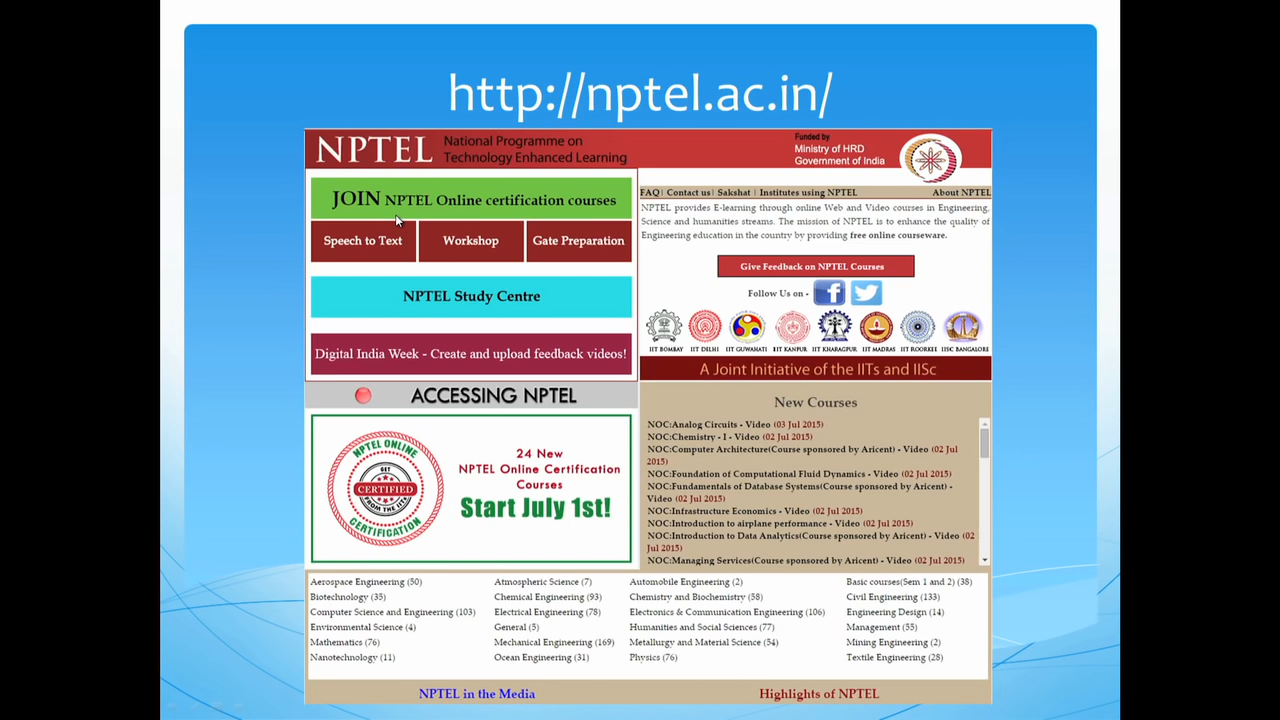 http://nptel.ac.in/
NPTEL
National Programme on
Technology Enhanced Learning
Funded by
Ministry of HRD
Government of India
JOIN NPTEL Online certification courses
Speech to Text
Workshop
Gate Preparation
NPTEL Study Centre
Digital India Week - Create and upload feedback videos!
FAQ| Contact us| Sakshat | Institutes using NPTEL
About NPTEL
NPTEL provides E-learning through online Web and Video courses in Engineering,
Science and humanities streams. The mission of NPTEL is to enhance the quality of
Engineering education in the country by providing free online courseware.
Give Feedback on NPTEL Courses
Follow Us on -
IIT BOMBAY IIT DELHI IIT GUWAHATI IIT KANPUR IIT KHARAGPUR IIT MADRAS IIT ROORKEE IISC BANGALORE
A Joint Initiative of the IITs and IISc
ACCESSING NPTEL
NPTEL ONLINE
GET
CERTIFIED
FROM THE IITS
CERTIFICATION
24 New
NPTEL Online Certification
Courses
Start July 1st!
New Courses
NOC:Analog Circuits - Video (03 Jul 2015)
NOC:Chemistry - I - Video (02 Jul 2015)
NOC:Computer Architecture(Course sponsored by Aricent) - Video (02 Jul
2015)
NOC:Foundation of Computational Fluid Dynamics - Video (02 Jul 2015)
NOC:Fundamentals of Database Systems(Course sponsored by Aricent) -
Video (02 Jul 2015)
NOC:Infrastructure Economics - Video (02 Jul 2015)
NOC:Introduction to airplane performance - Video (02 Jul 2015)
NOC:Introduction to Data Analytics(Course sponsored by Aricent) - Video (02
Jul 2015)
NOC:Managing Services(Course sponsored by Aricent) - Video (02 Jul 2015)
Aerospace Engineering (50) Atmospheric Science (7) Automobile Engineering (2) Basic courses(Sem 1 and 2) (38)
Biotechnology (35) Chemical Engineering (93) Chemistry and Biochemistry (58) Civil Engineering (133)
Computer Science and Engineering (103) Electrical Engineering (78) Electronics & Communication Engineering (106) Engineering Design (14)
Environmental Science (4) General (5) Humanities and Social Sciences (77) Management (55)
Mathematics (76) Mechanical Engineering (169) Metallurgy and Material Science (54) Mining Engineering (2)
Nanotechnology (11) Ocean Engineering (31) Physics (76) Textile Engineering (28)
NPTEL in the Media
Highlights of NPTEL